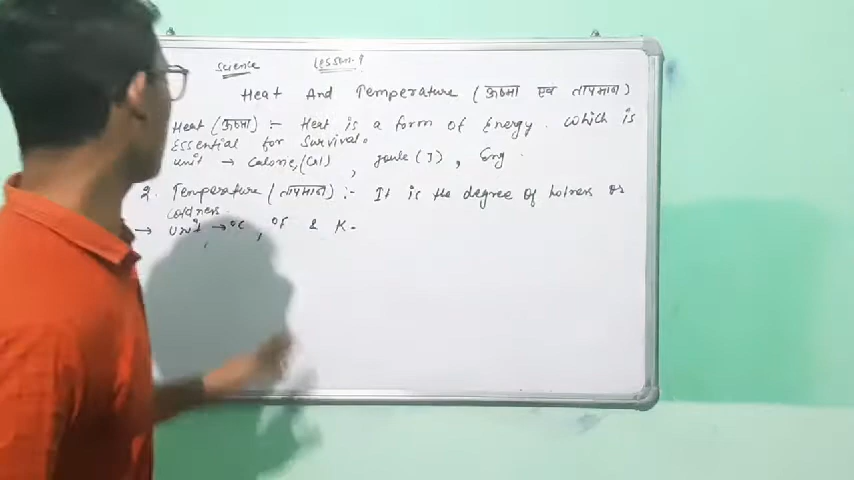 Science Lesson-9
Heat And Temperature (ऊष्मा एवं तापमान)
Heat (ऊष्मा) :- Heat is a form of Energy. which is
Essential for Survival.
unit → Calorie, (Cal) , joule (J) , Erg.
2. Temperature (तापमान) :- It is the degree of hotness or
coldness.
→ Unit → °C, °F & K.